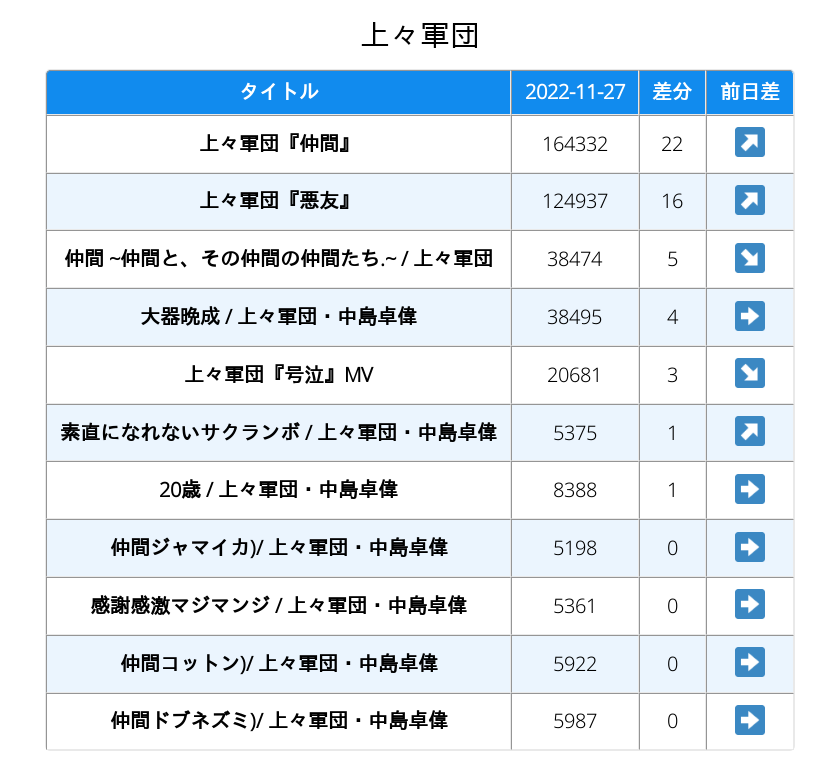 上々軍団
タイトル 2022-11-27 差分 前日差
上々軍団『仲間』 164332 22 ↗
上々軍団『悪友』 124937 16 ↗
仲間 ~仲間と、その仲間の仲間たち.~ / 上々軍団 38474 5 ↘
大器晩成 / 上々軍団・中島卓偉 38495 4 ➡
上々軍団『号泣』MV 20681 3 ↘
素直になれないサクランボ / 上々軍団・中島卓偉 5375 1 ↗
20歳 / 上々軍団・中島卓偉 8388 1 ➡
仲間ジャマイカ)/ 上々軍団・中島卓偉 5198 0 ➡
感謝感激マジマンジ / 上々軍団・中島卓偉 5361 0 ➡
仲間コットン)/ 上々軍団・中島卓偉 5922 0 ➡
仲間ドブネズミ)/ 上々軍団・中島卓偉 5987 0 ➡